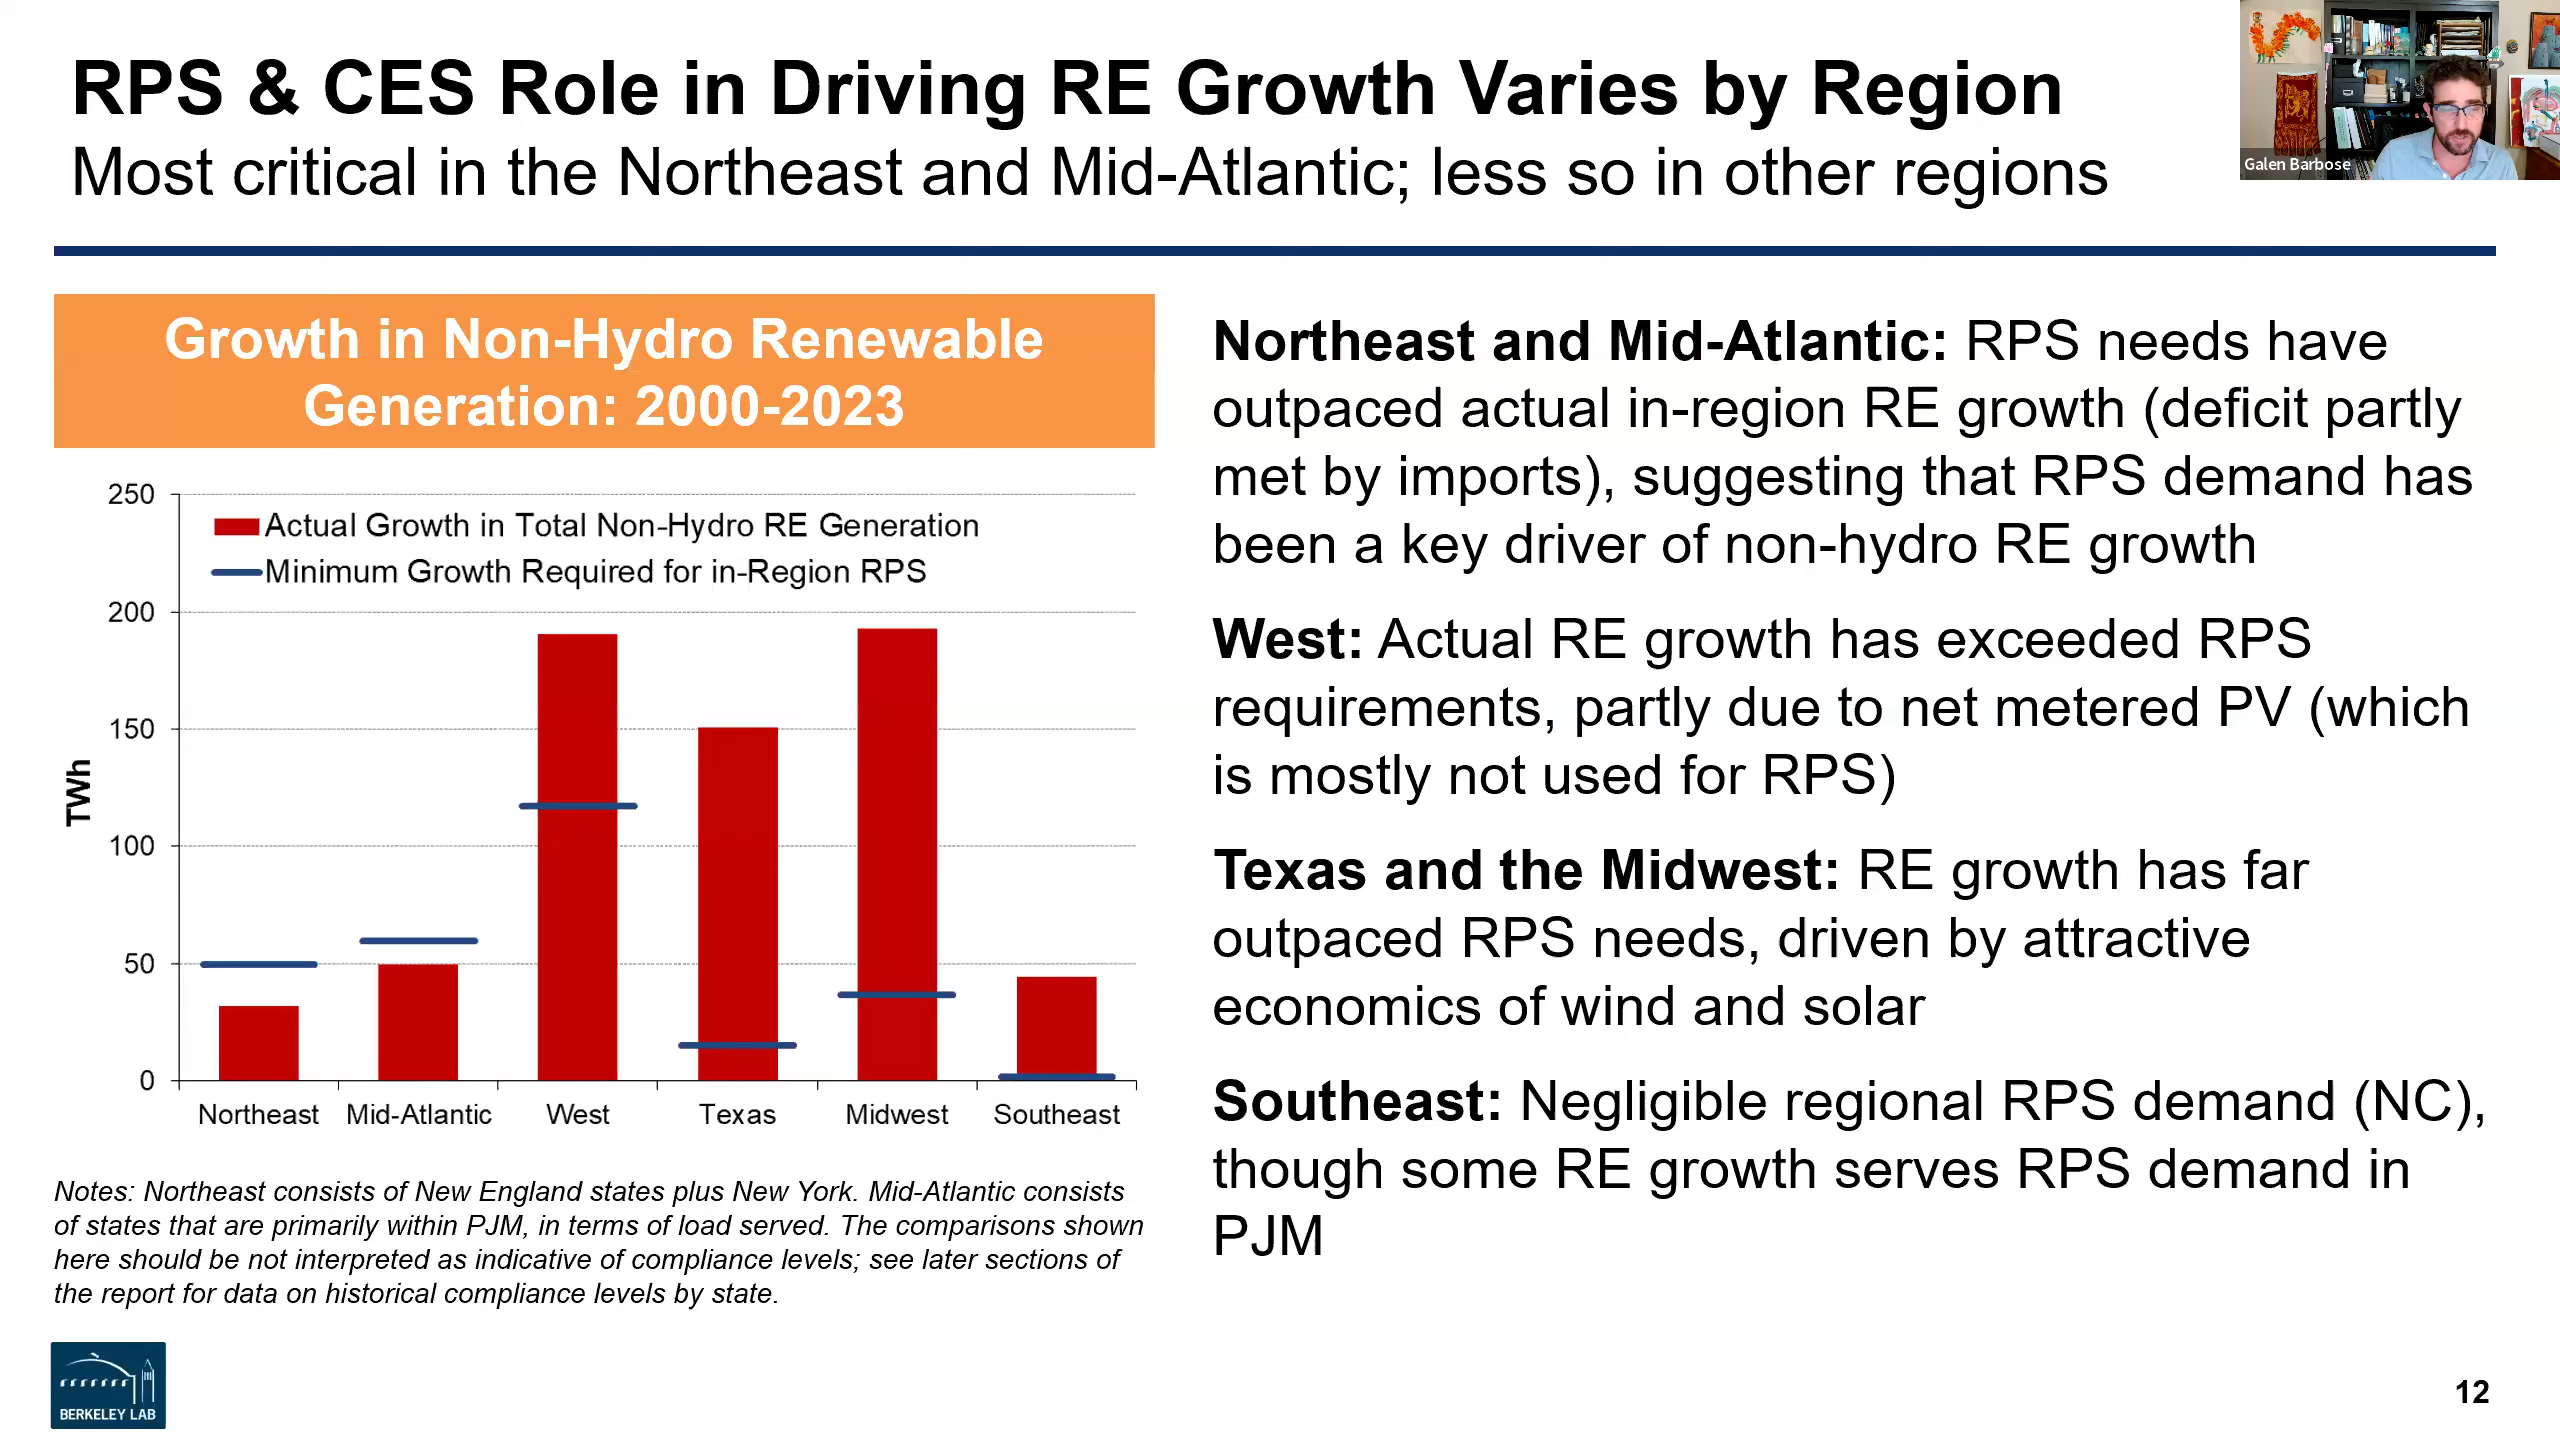 RPS & CES Role in Driving RE Growth Varies by Region
Most critical in the Northeast and Mid-Atlantic; less so in other regions
Galen Barbose
Growth in Non-Hydro Renewable
Generation: 2000-2023
250
200
150
100
50
0
TWh
Actual Growth in Total Non-Hydro RE Generation
Minimum Growth Required for in-Region RPS
Northeast
Mid-Atlantic
West
Texas
Midwest
Southeast
Notes: Northeast consists of New England states plus New York. Mid-Atlantic consists
of states that are primarily within PJM, in terms of load served. The comparisons shown
here should be not interpreted as indicative of compliance levels; see later sections of
the report for data on historical compliance levels by state.
Northeast and Mid-Atlantic: RPS needs have
outpaced actual in-region RE growth (deficit partly
met by imports), suggesting that RPS demand has
been a key driver of non-hydro RE growth
West: Actual RE growth has exceeded RPS
requirements, partly due to net metered PV (which
is mostly not used for RPS)
Texas and the Midwest: RE growth has far
outpaced RPS needs, driven by attractive
economics of wind and solar
Southeast: Negligible regional RPS demand (NC),
though some RE growth serves RPS demand in
PJM
BERKELEY LAB
12